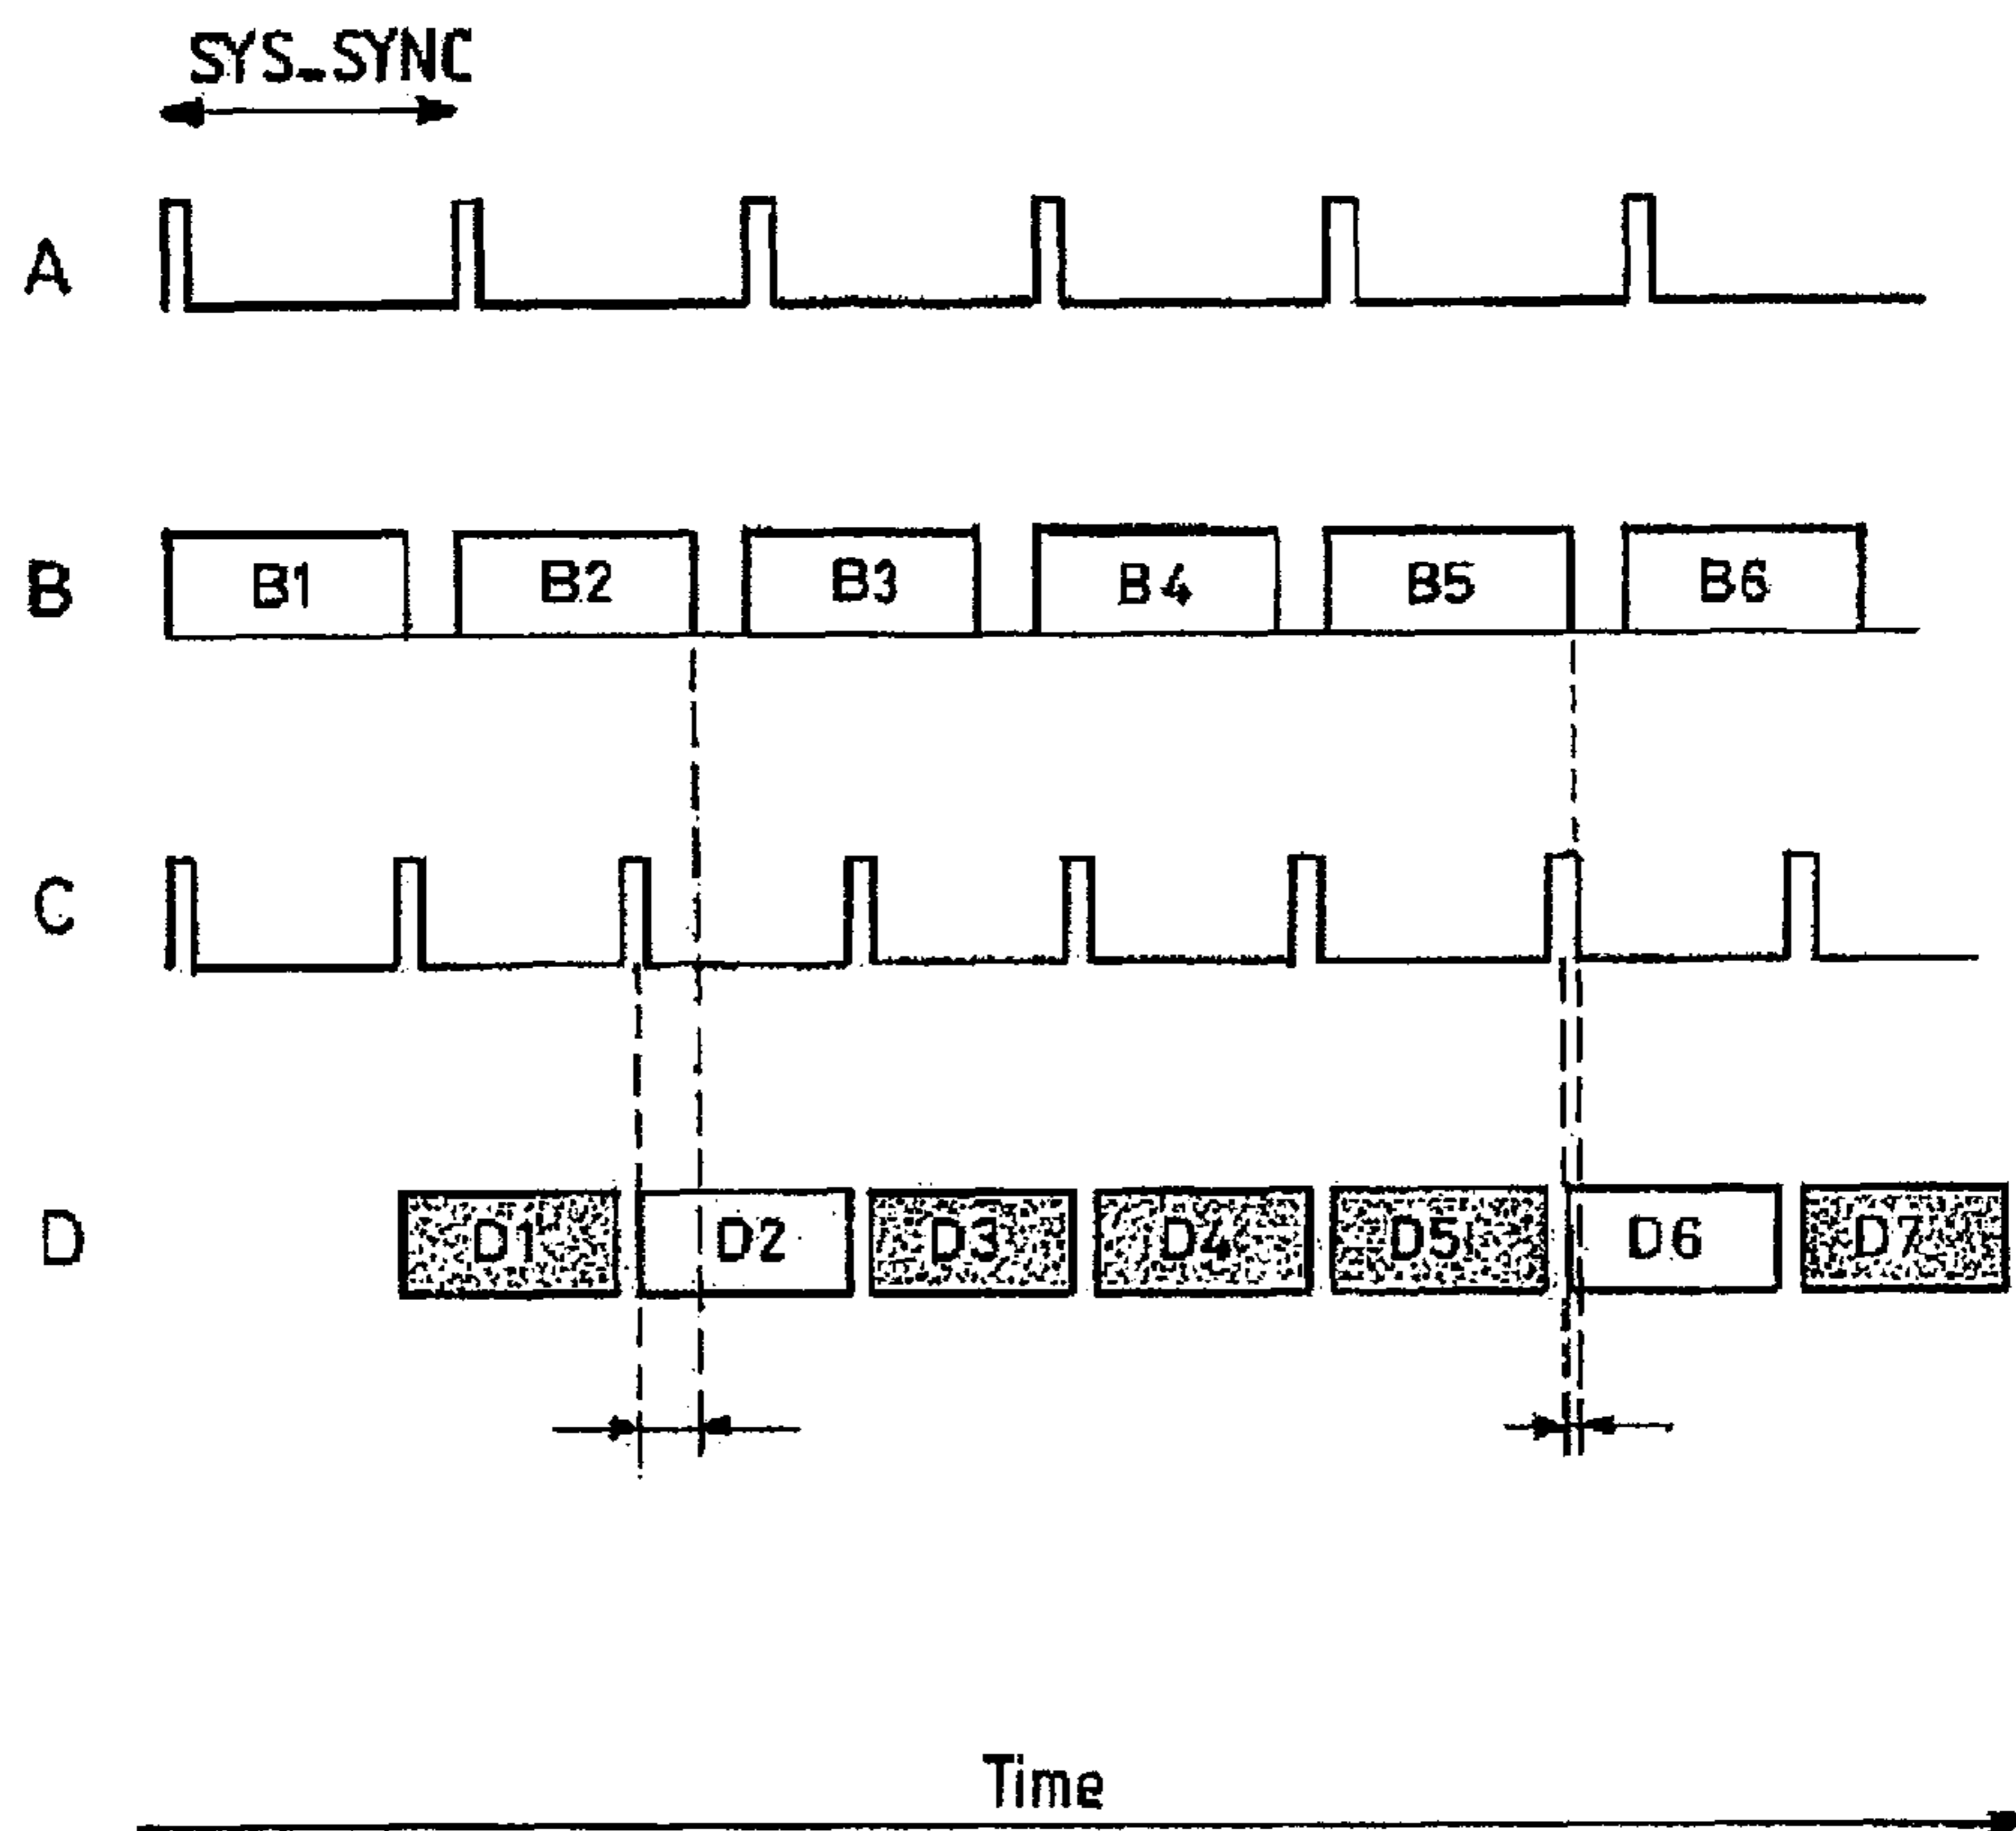 SYS_SYNC
A
B
B1 B2 B3 B4 B5 B6
C
D
D1 D2 D3 D4 D5 D6 D7
Time